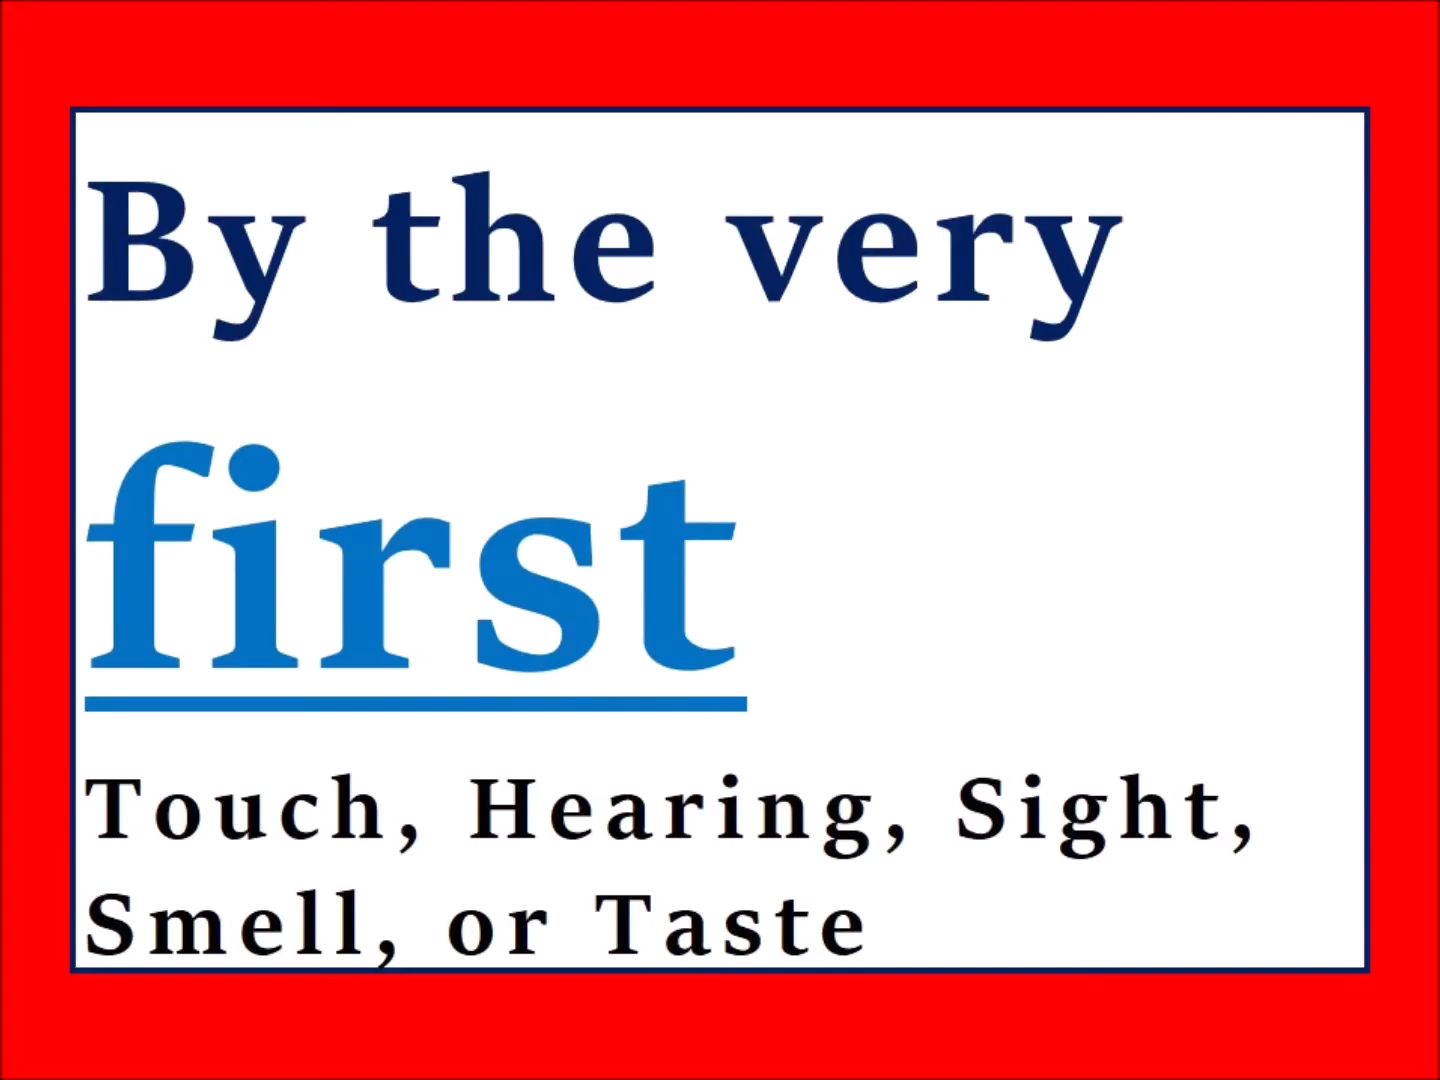 By the very
first
Touch, Hearing, Sight,
Smell, or Taste